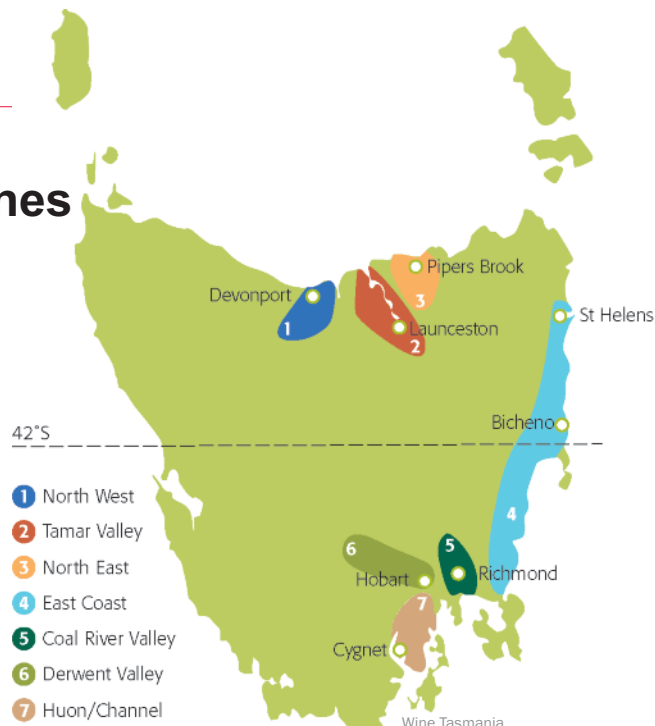 nes
Pipers Brook
Devonport
3
St Helens
1
Launceston
2
Bicheno
42°S
1 North West
4
2 Tamar Valley
5
6
3 North East
Richmond
Hobart
4 East Coast
7
5 Coal River Valley
Cygnet
6 Derwent Valley
7 Huon/Channel
Wine Tasmania